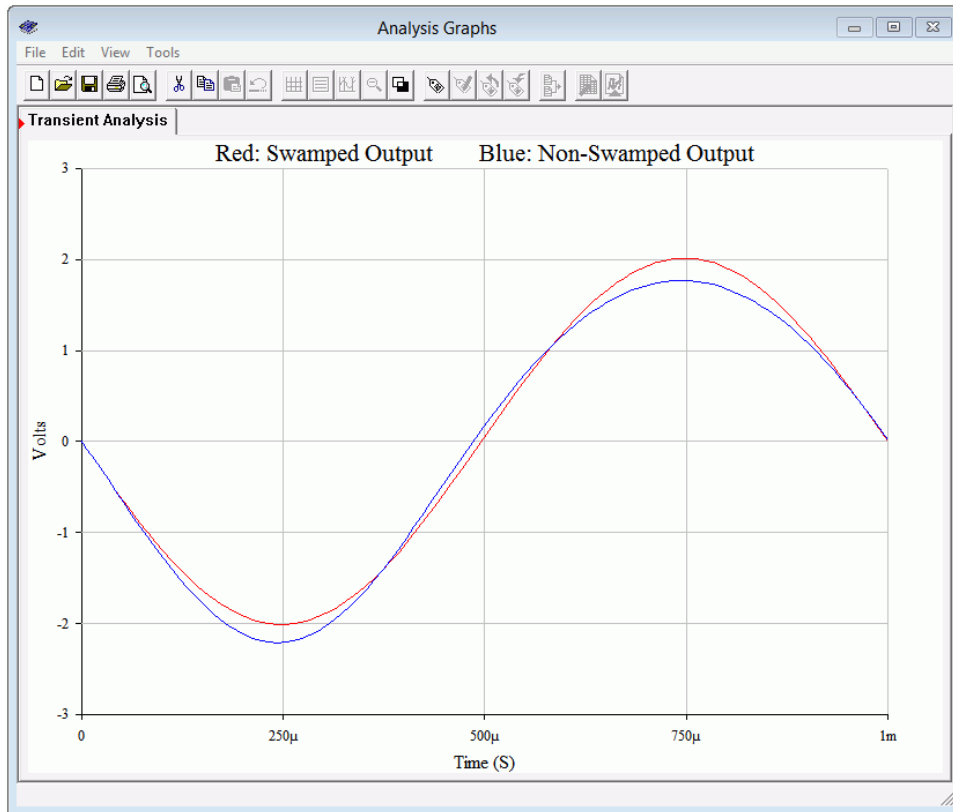 Analysis Graphs
File Edit View Tools
Transient Analysis
Red: Swamped Output Blue: Non-Swamped Output
3
2
1
0
-1
-2
-3
Volts
0 250μ 500μ 750μ 1m
Time (S)